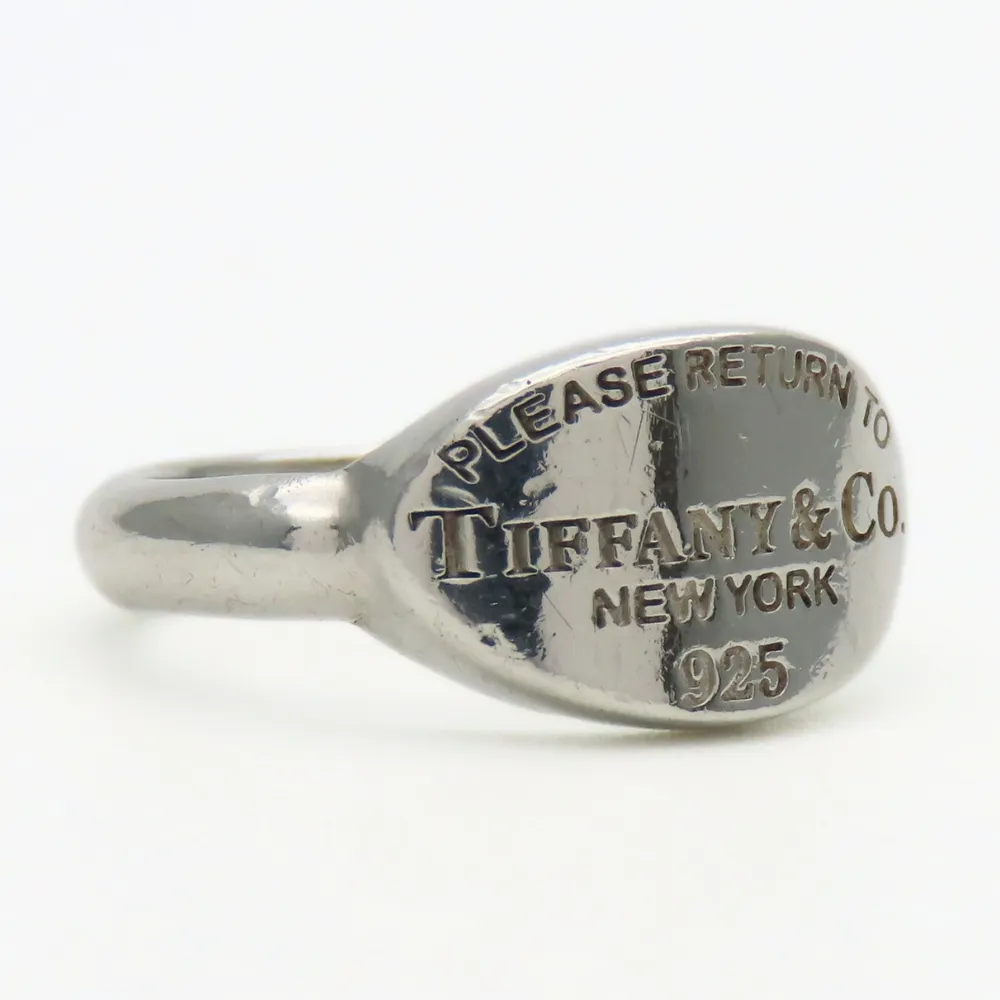 PLEASE RETURN TO
TIFFANY & CO.
NEW YORK
925